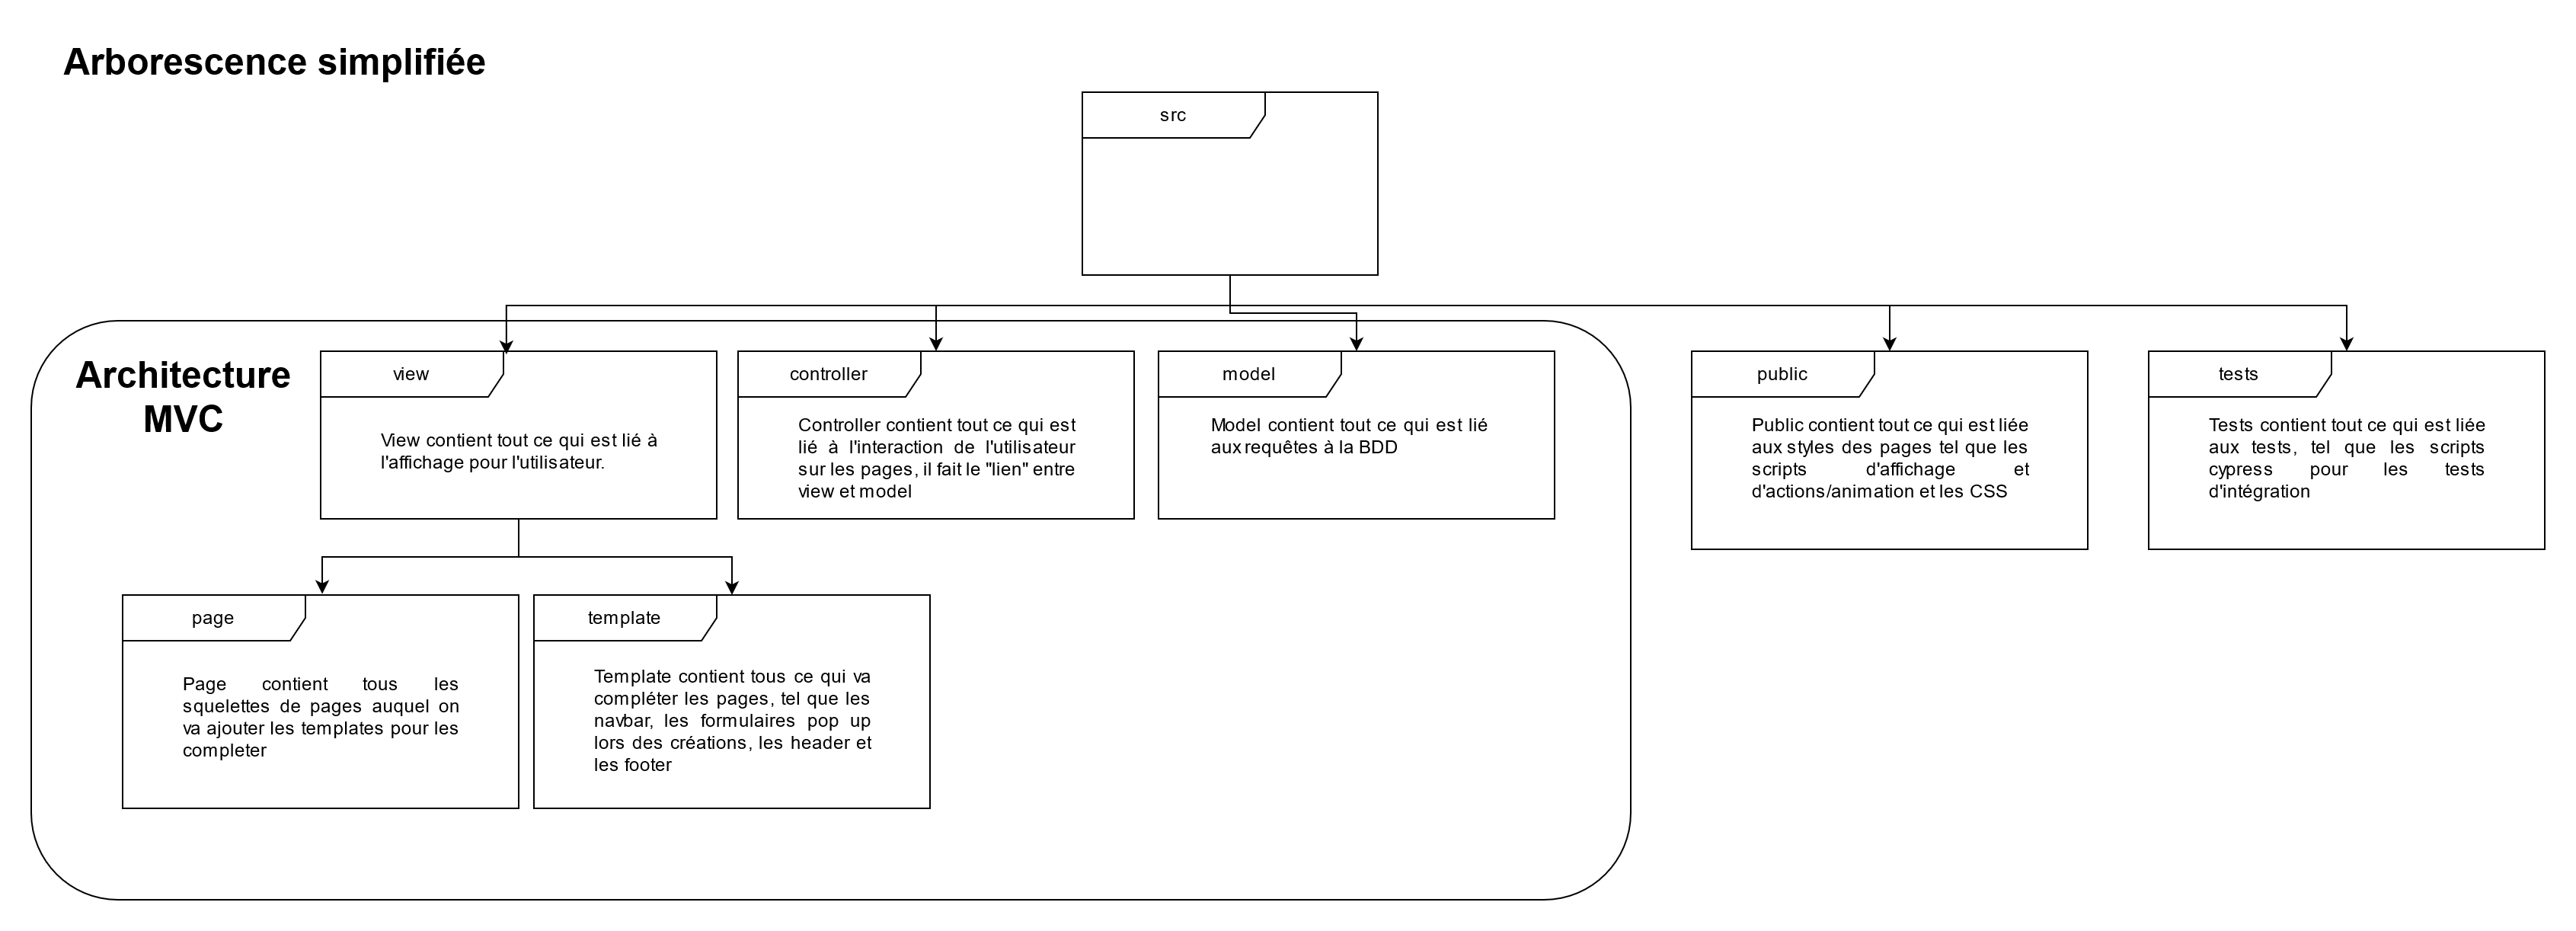 Arborescence simplifiée
src
Architecture
MVC
view
View contient tout ce qui est lié à
l'affichage pour l'utilisateur.
controller
Controller contient tout ce qui est
lié à l'interaction de l'utilisateur
sur les pages, il fait le "lien" entre
view et model
model
Model contient tout ce qui est lié
aux requêtes à la BDD
public
Public contient tout ce qui est liée
aux styles des pages tel que les
scripts d'affichage et
d'actions/animation et les CSS
tests
Tests contient tout ce qui est liée
aux tests, tel que les scripts
cypress pour les tests
d'intégration
page
Page contient tous les
squelettes de pages auquel on
va ajouter les templates pour les
completer
template
Template contient tous ce qui va
compléter les pages, tel que les
navbar, les formulaires pop up
lors des créations, les header et
les footer